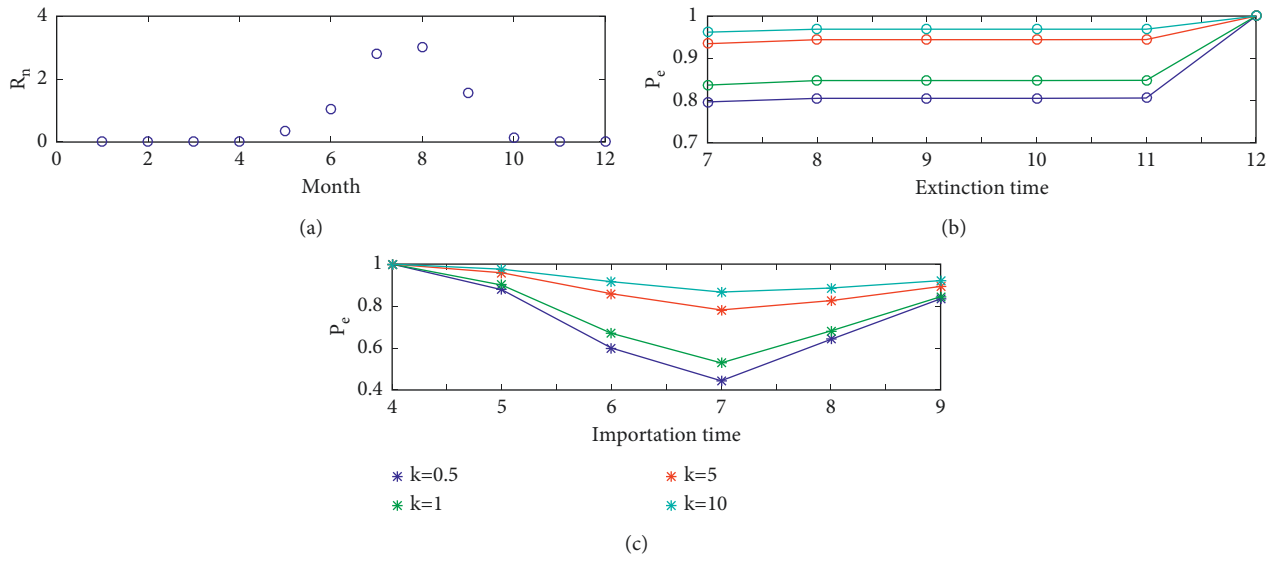 4
2
0
R_n
0 2 4 6 8 10 12
Month
(a)
1
0.9
0.8
0.7
P_e
7 8 9 10 11 12
Extinction time
(b)
1
0.8
0.6
0.4
P_e
4 5 6 7 8 9
Importation time
k=0.5 k=5
k=1 k=10
(c)